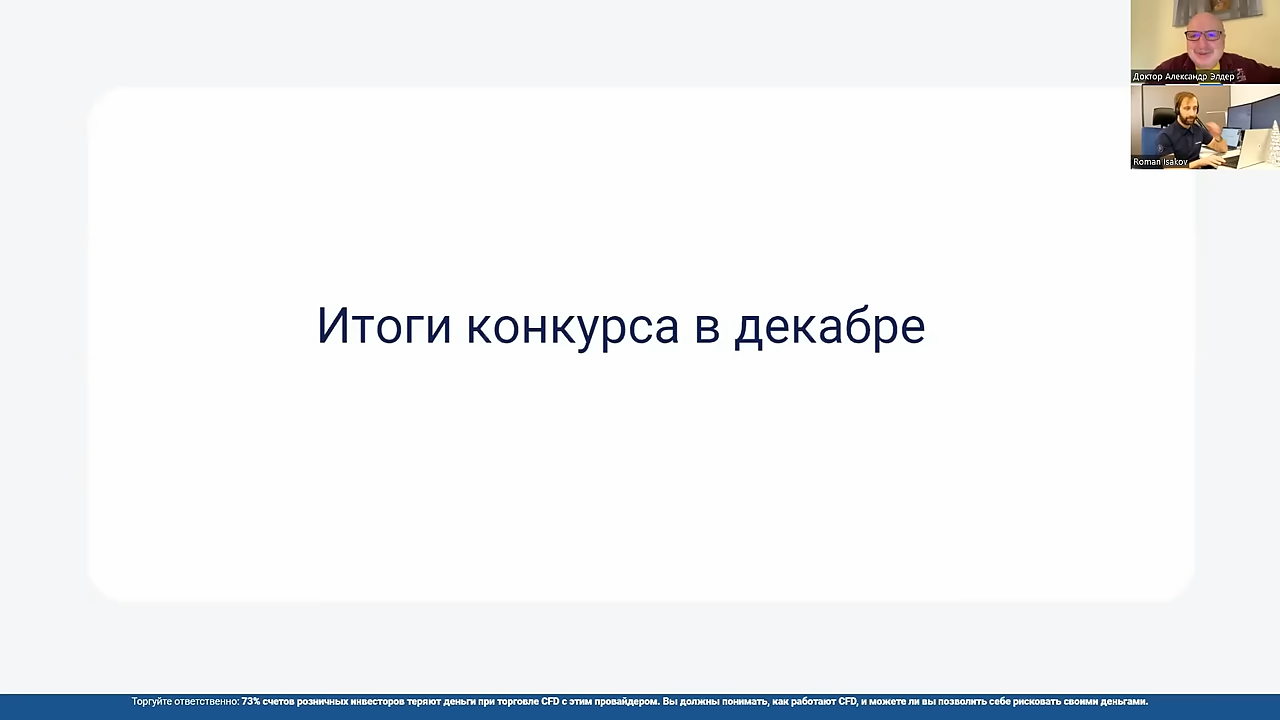 Доктор Александр Элдер
Roman Isakov
Итоги конкурса в декабре
Торгуйте ответственно: 73% счетов розничных инвесторов теряют деньги при торговле CFD с этим провайдером. Вы должны понимать, как работают CFD, и можете ли вы позволить себе рисковать своими деньгами.